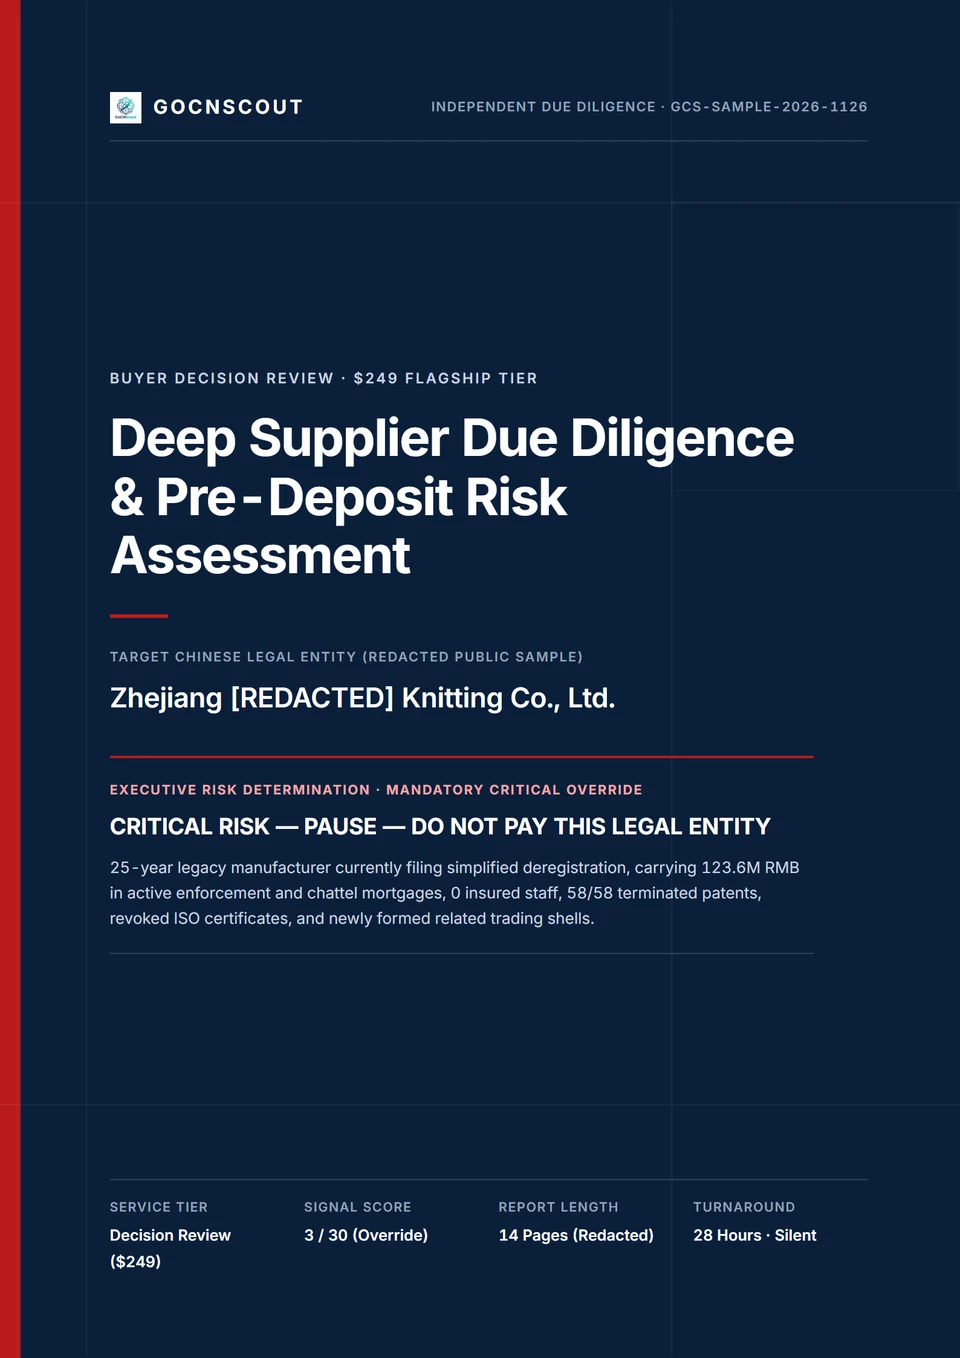 GOCNSCOUT
INDEPENDENT DUE DILIGENCE · GCS-SAMPLE-2026-1126
BUYER DECISION REVIEW · $249 FLAGSHIP TIER
Deep Supplier Due Diligence
& Pre-Deposit Risk
Assessment
TARGET CHINESE LEGAL ENTITY (REDACTED PUBLIC SAMPLE)
Zhejiang [REDACTED] Knitting Co., Ltd.
EXECUTIVE RISK DETERMINATION · MANDATORY CRITICAL OVERRIDE
CRITICAL RISK — PAUSE — DO NOT PAY THIS LEGAL ENTITY
25-year legacy manufacturer currently filing simplified deregistration, carrying 123.6M RMB
in active enforcement and chattel mortgages, 0 insured staff, 58/58 terminated patents,
revoked ISO certificates, and newly formed related trading shells.
SERVICE TIER
Decision Review
($249)
SIGNAL SCORE
3 / 30 (Override)
REPORT LENGTH
14 Pages (Redacted)
TURNAROUND
28 Hours · Silent